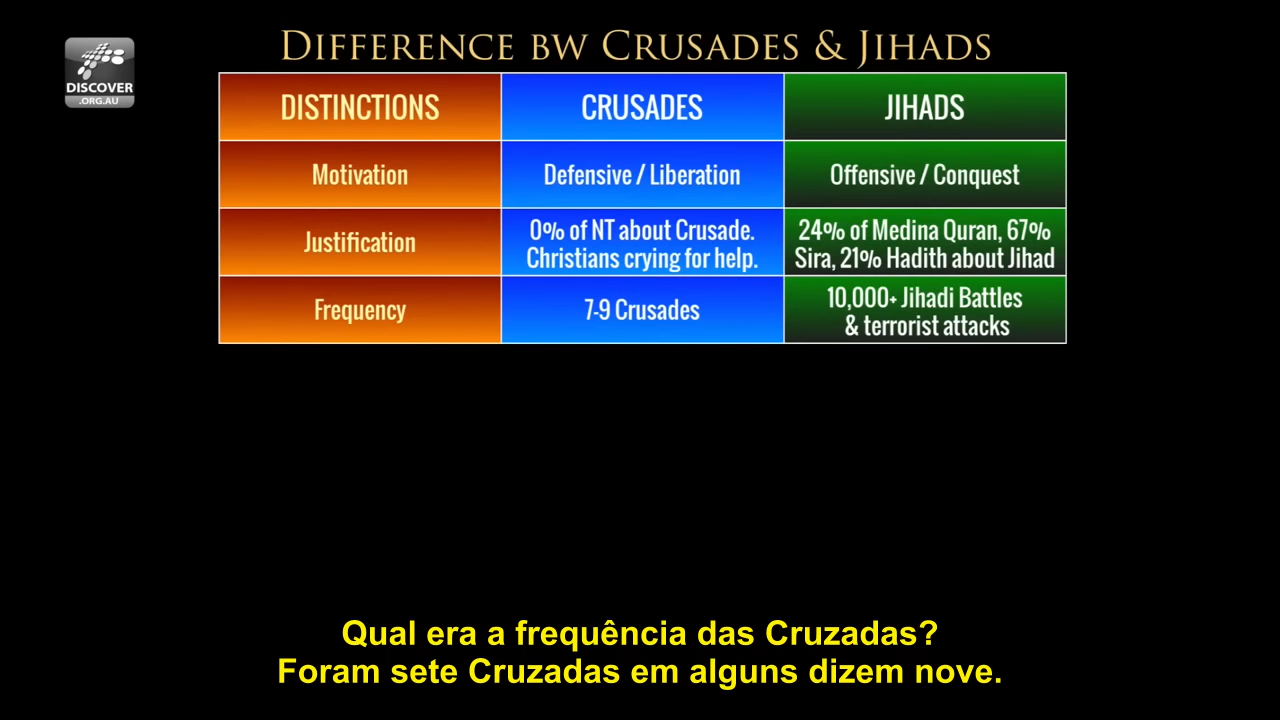 DISCOVER
.ORG.AU
DIFFERENCE BW CRUSADES & JIHADS
DISTINCTIONS
CRUSADES
JIHADS
Motivation
Defensive / Liberation
Offensive / Conquest
Justification
0% of NT about Crusade.
Christians crying for help.
24% of Medina Quran, 67%
Sira, 21% Hadith about Jihad
Frequency
7-9 Crusades
10,000+ Jihadi Battles
& terrorist attacks
Qual era a frequência das Cruzadas?
Foram sete Cruzadas em alguns dizem nove.